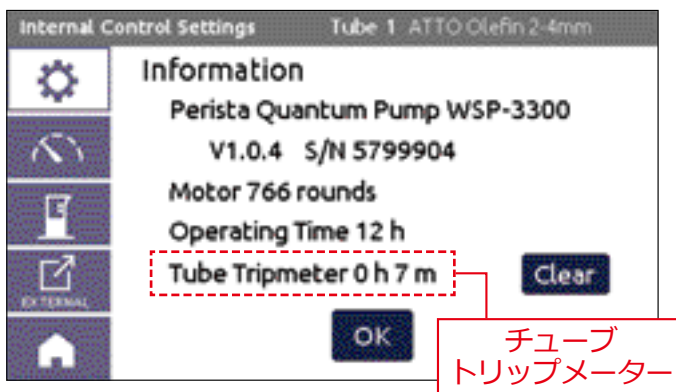 Internal Control Settings Tube 1 ATTO Olefin 2-4mm
Information
Perista Quantum Pump WSP-3300
V1.0.4 S/N 5799904
Motor 766 rounds
Operating Time 12 h
Tube Tripmeter 0 h 7 m
Clear
EXTERNAL
OK
チューブ
トリップメーター